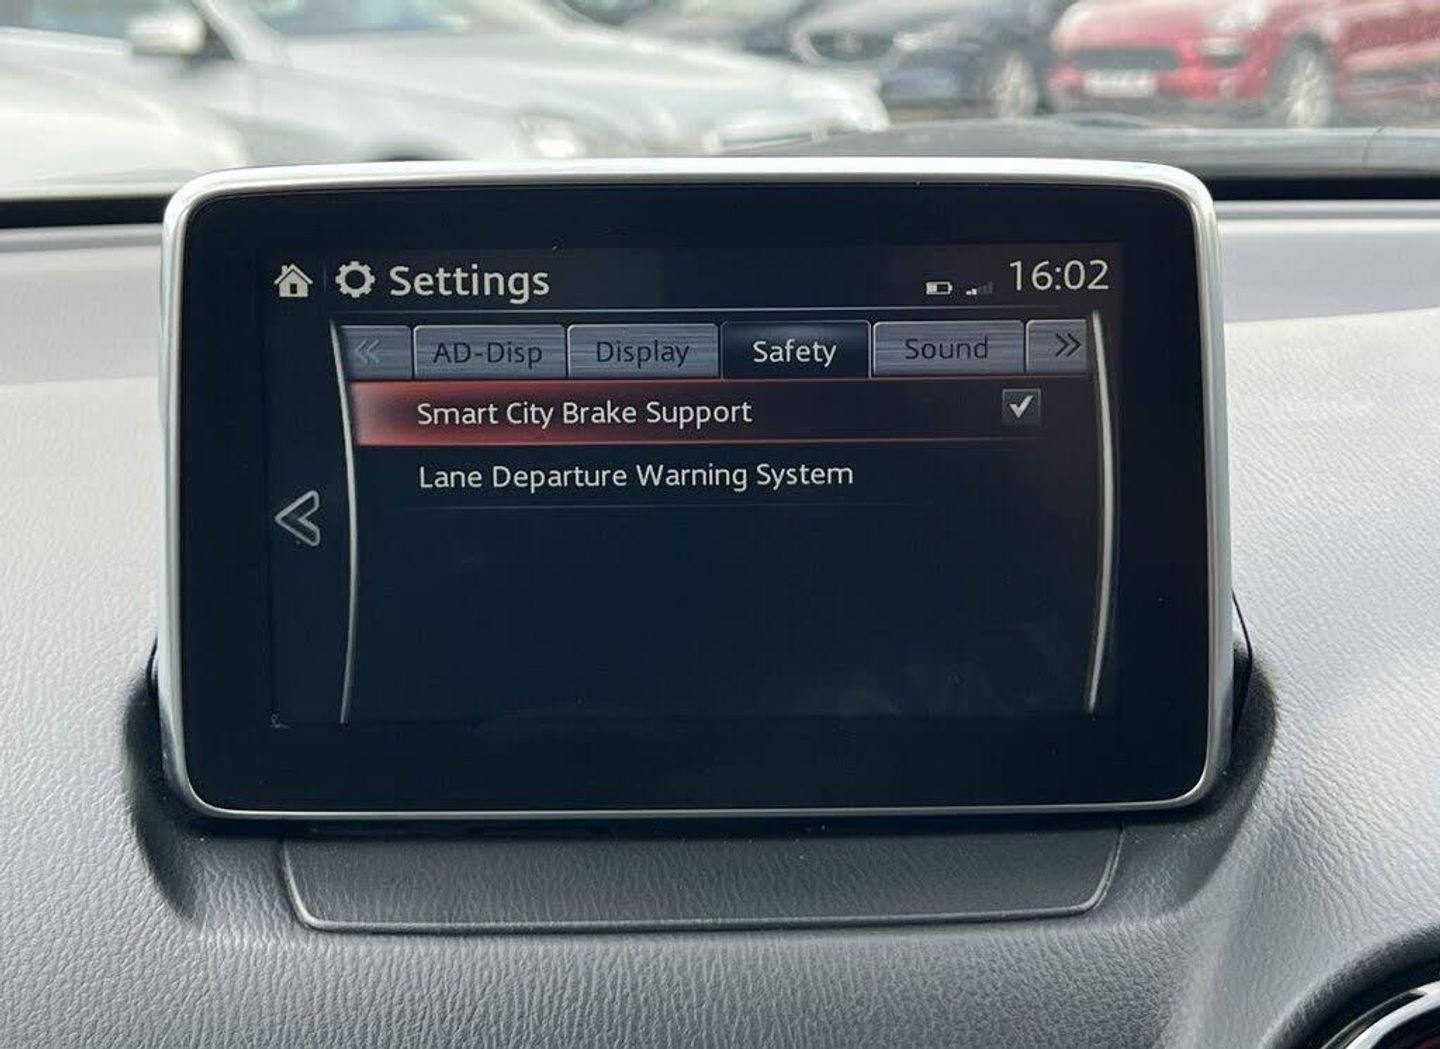 Settings 16:02
AD-Disp Display Safety Sound
Smart City Brake Support
Lane Departure Warning System